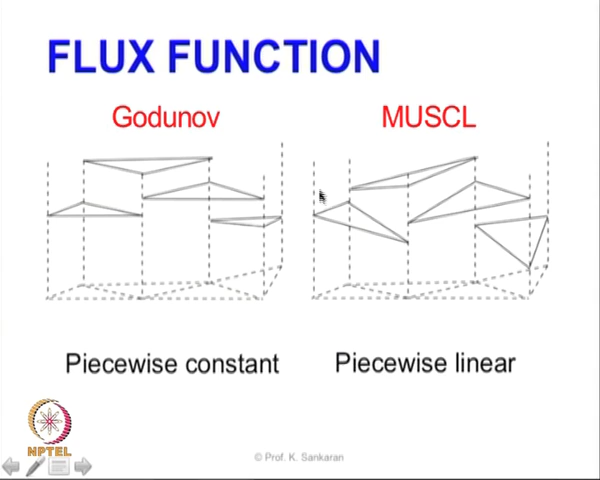 FLUX FUNCTION
Godunov
MUSCL
Piecewise constant
Piecewise linear
NPTEL
© Prof. K. Sankaran